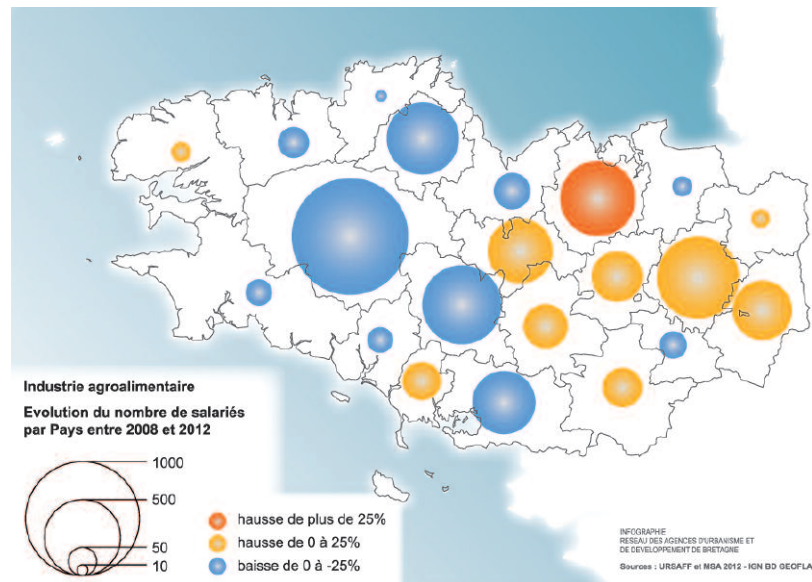 Industrie agroalimentaire
Evolution du nombre de salariés
par Pays entre 2008 et 2012
1000
500
50
10
hausse de plus de 25%
hausse de 0 à 25%
baisse de 0 à -25%
INFOGRAPHIE
RESEAU DES AGENCES D'URBANISME ET
DE DEVELOPPEMENT DE BRETAGNE
Sources : URSAFF et MSA 2012 - IGN BD GEOFLA